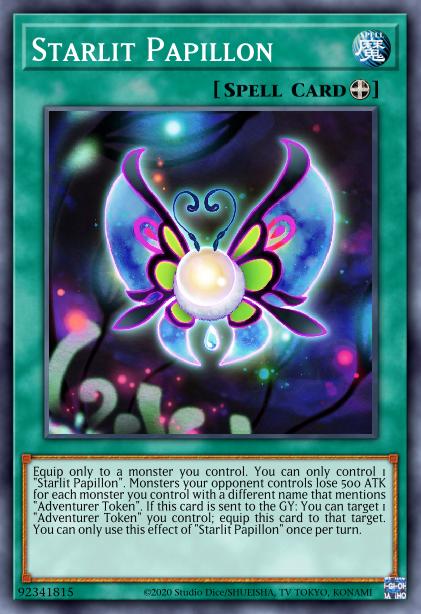 STARLIT PAPILLON
SPELL
魔
[SPELL CARD]
Equip only to a monster you control. You can only control 1
"Starlit Papillon". Monsters your opponent controls lose 500 ATK
for each monster you control with a different name that mentions
"Adventurer Token". If this card is sent to the GY: You can target 1
"Adventurer Token" you control; equip this card to that target.
You can only use this effect of "Starlit Papillon" once per turn.
92341815
©2020 Studio Dice/SHUEISHA, TV TOKYO, KONAMI